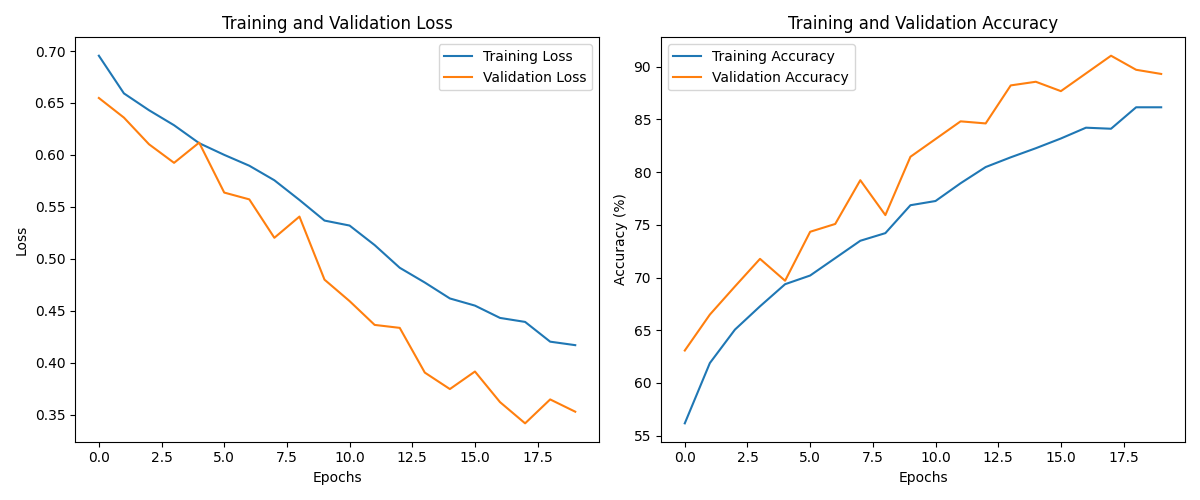 Training and Validation Loss
Training Loss
Validation Loss
0.70
0.65
0.60
0.55
0.50
0.45
0.40
0.35
Loss
0.0 2.5 5.0 7.5 10.0 12.5 15.0 17.5
Epochs
Training and Validation Accuracy
Training Accuracy
Validation Accuracy
90
85
80
75
70
65
60
55
Accuracy (%)
0.0 2.5 5.0 7.5 10.0 12.5 15.0 17.5
Epochs